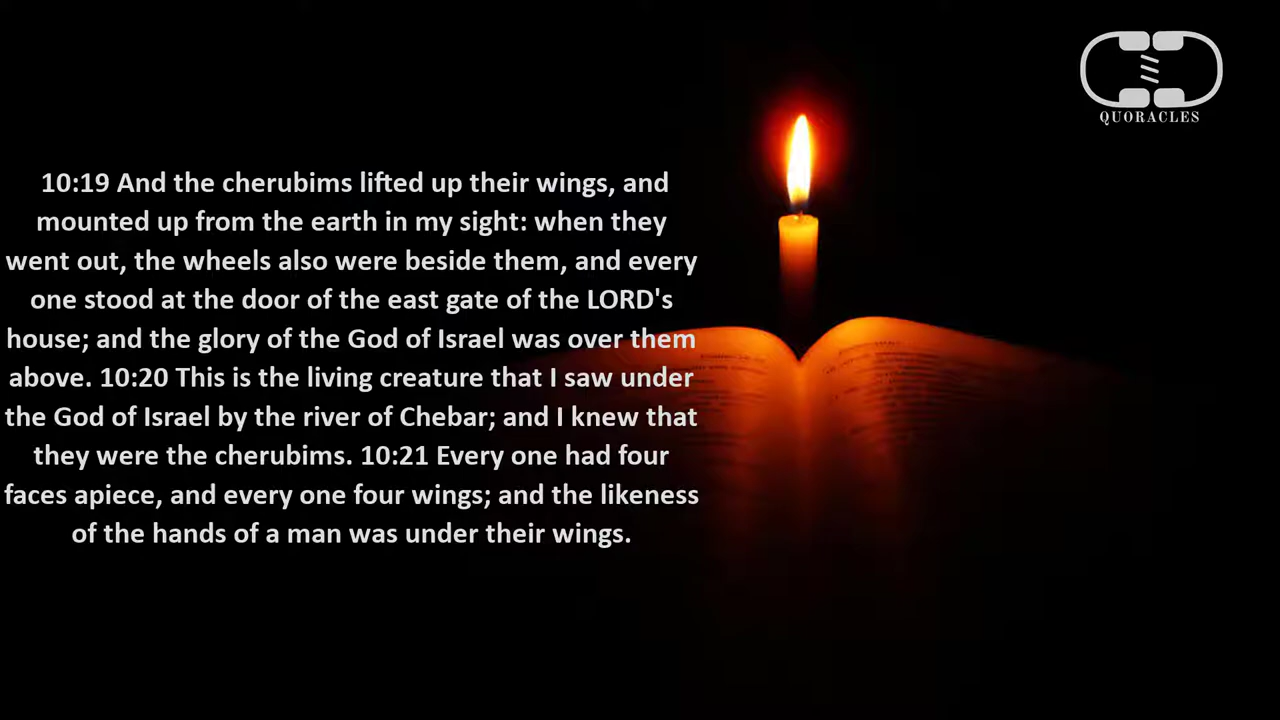 QUORACLES
10:19 And the cherubims lifted up their wings, and
mounted up from the earth in my sight: when they
went out, the wheels also were beside them, and every
one stood at the door of the east gate of the LORD's
house; and the glory of the God of Israel was over them
above. 10:20 This is the living creature that I saw under
the God of Israel by the river of Chebar; and I knew that
they were the cherubims. 10:21 Every one had four
faces apiece, and every one four wings; and the likeness
of the hands of a man was under their wings.